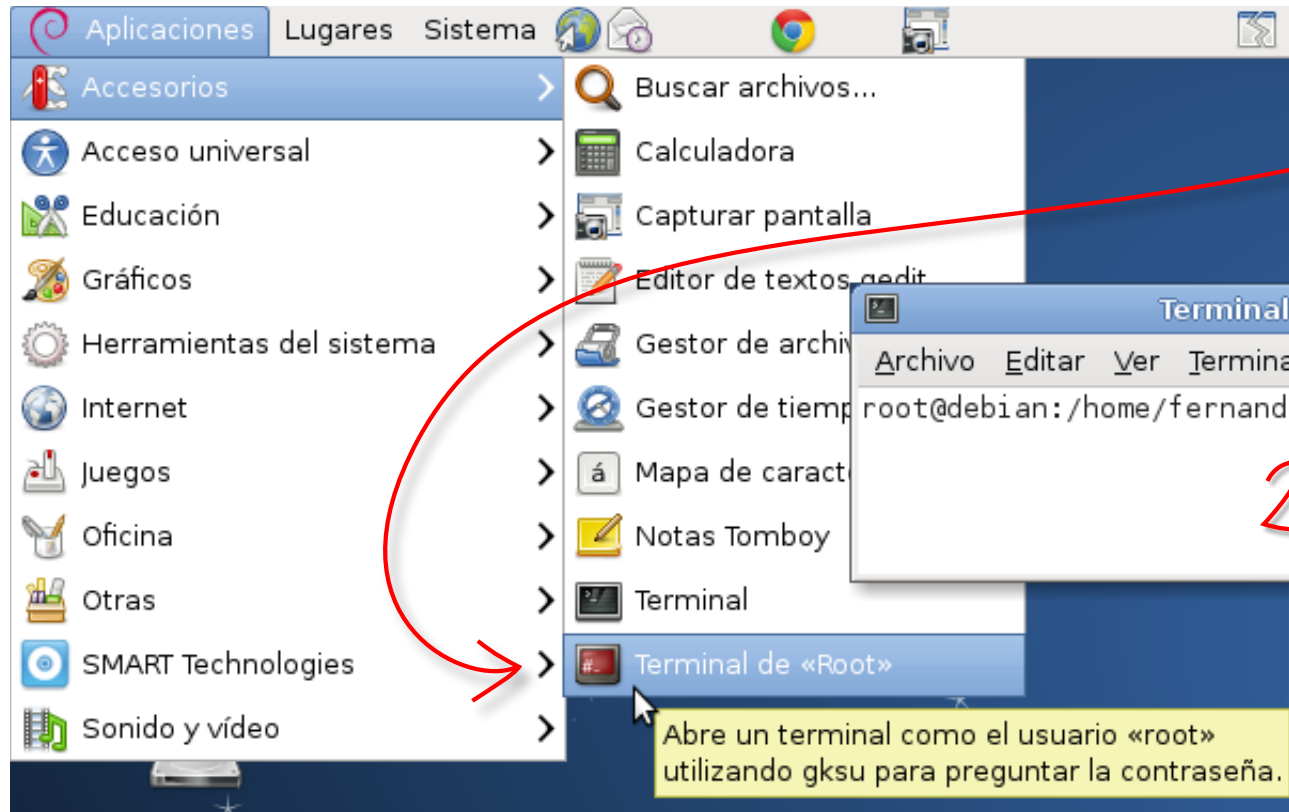 Aplicaciones Lugares Sistema
Accesorios
Acceso universal
Educación
Gráficos
Herramientas del sistema
Internet
Juegos
Oficina
Otras
SMART Technologies
Sonido y vídeo
Buscar archivos...
Calculadora
Capturar pantalla
Editor de textos gedit
Gestor de archiv
Gestor de tiemp
á Mapa de caract
Notas Tomboy
Terminal
#_ Terminal de «Root»
Abre un terminal como el usuario «root»
utilizando gksu para preguntar la contraseña.
Terminal
Archivo Editar Ver Termina
root@debian:/home/fernand
2